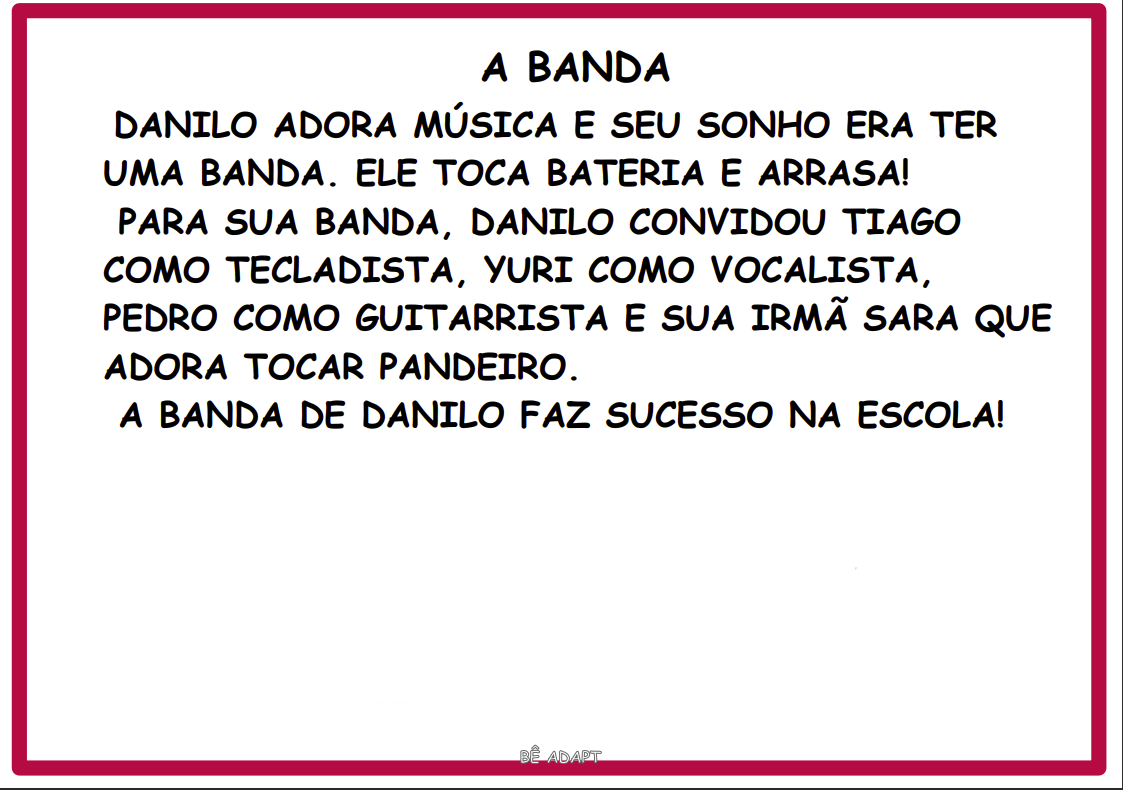 A BANDA
DANILO ADORA MÚSICA E SEU SONHO ERA TER
UMA BANDA. ELE TOCA BATERIA E ARRASA!
PARA SUA BANDA, DANILO CONVIDOU TIAGO
COMO TECLADISTA, YURI COMO VOCALISTA,
PEDRO COMO GUITARRISTA E SUA IRMÃ SARA QUE
ADORA TOCAR PANDEIRO.
A BANDA DE DANILO FAZ SUCESSO NA ESCOLA!
BÊ ADAPT